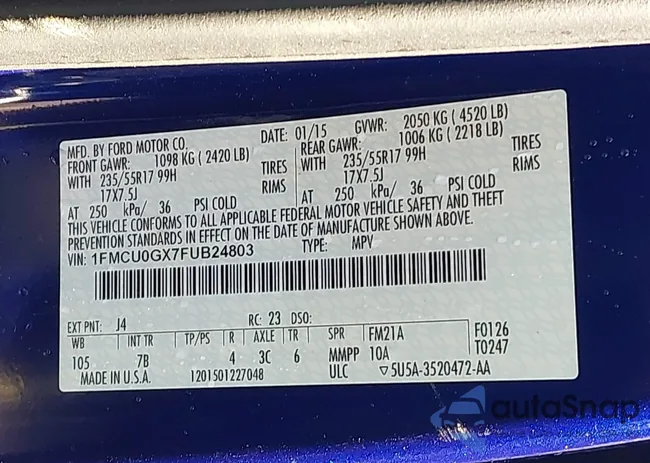 MFD. BY FORD MOTOR CO. DATE: 01/15 GVWR: 2050 KG ( 4520 LB)
FRONT GAWR: 1098 KG ( 2420 LB) REAR GAWR: 1006 KG ( 2218 LB)
WITH 235/55R17 99H TIRES WITH 235/55R17 99H TIRES
17X7.5J RIMS 17X7.5J RIMS
AT 250 kPa/ 36 PSI COLD AT 250 kPa/ 36 PSI COLD
THIS VEHICLE CONFORMS TO ALL APPLICABLE FEDERAL MOTOR VEHICLE SAFETY AND THEFT
PREVENTION STANDARDS IN EFFECT ON THE DATE OF MANUFACTURE SHOWN ABOVE.
VIN: 1FMCU0GX7FUB24803 TYPE: MPV
EXT PNT: J4 RC: 23 DSO:
WB INT TR TP/PS R AXLE TR SPR FM21A F0126
105 7B 4 3C 6 MMPP 10A T0247
MADE IN U.S.A. 1201501227048 ULC ▽5U5A-3520472-AA
autoSnap